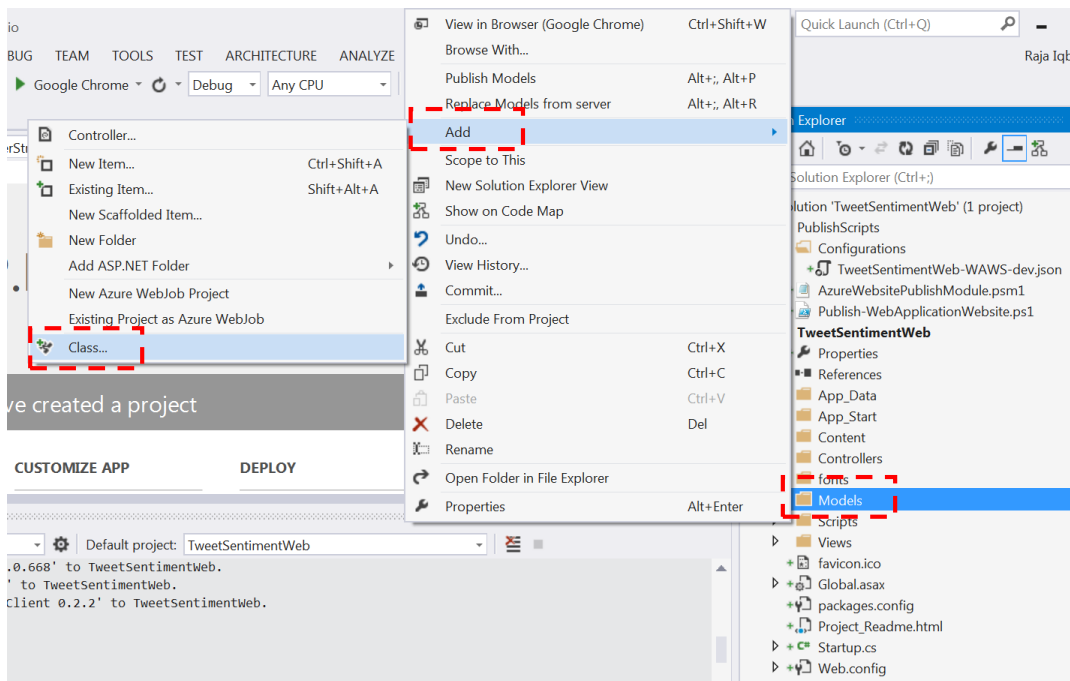 io
BUG TEAM TOOLS TEST ARCHITECTURE ANALYZE
Google Chrome Debug Any CPU
Quick Launch (Ctrl+Q)
Raja Iqb
erStr
Controller...
New Item... Ctrl+Shift+A
Existing Item... Shift+Alt+A
New Scaffolded Item...
New Folder
Add ASP.NET Folder
New Azure WebJob Project
Existing Project as Azure WebJob
Class...
View in Browser (Google Chrome) Ctrl+Shift+W
Browse With...
Publish Models Alt+;, Alt+P
Replace Models from server Alt+;, Alt+R
Add
Scope to This
New Solution Explorer View
Show on Code Map
Undo...
View History...
Commit...
Exclude From Project
Cut Ctrl+X
Copy Ctrl+C
Paste Ctrl+V
Delete Del
Rename
Open Folder in File Explorer
Properties Alt+Enter
n Explorer
Solution Explorer (Ctrl+;)
olution 'TweetSentimentWeb' (1 project)
PublishScripts
Configurations
TweetSentimentWeb-WAWS-dev.json
AzureWebsitePublishModule.psm1
Publish-WebApplicationWebsite.ps1
TweetSentimentWeb
Properties
References
App_Data
App_Start
Content
Controllers
fonts
Models
Scripts
Views
favicon.ico
Global.asax
packages.config
Project_Readme.html
Startup.cs
Web.config
ve created a project
CUSTOMIZE APP DEPLOY
Default project: TweetSentimentWeb
.0.668' to TweetSentimentWeb.
' to TweetSentimentWeb.
Client 0.2.2' to TweetSentimentWeb.